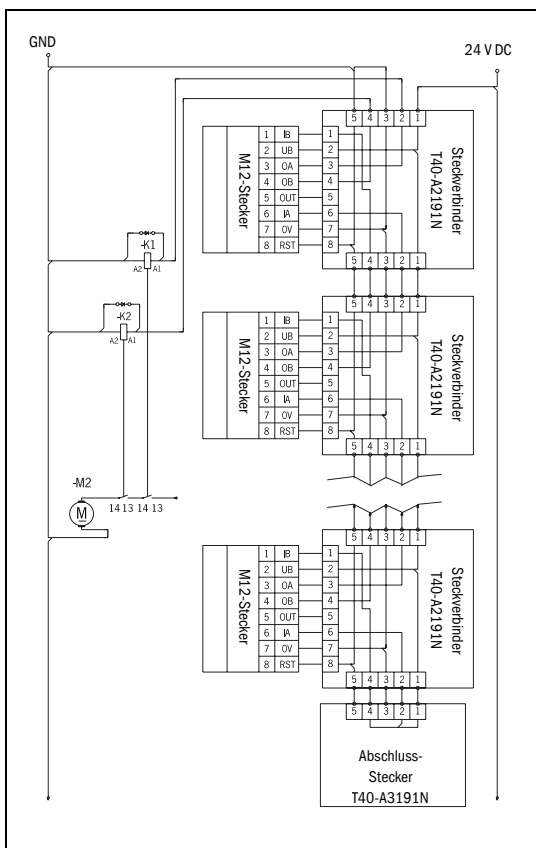 GND
24 V DC
5 4 3 2 1
M12-Stecker
1 IB 1
2 UB 2
3 OA 3
4 OB 4
5 OUT 5
6 IA 6
7 0V 7
8 RST 8
Steckverbinder
T40-A2191N
5 4 3 2 1
-K1
A2 A1
5 4 3 2 1
M12-Stecker
1 IB 1
2 UB 2
3 OA 3
4 OB 4
5 OUT 5
6 IA 6
7 0V 7
8 RST 8
Steckverbinder
T40-A2191N
5 4 3 2 1
-K2
A2 A1
-M2
M
14 13 14 13
5 4 3 2 1
M12-Stecker
1 IB 1
2 UB 2
3 OA 3
4 OB 4
5 OUT 5
6 IA 6
7 0V 7
8 RST 8
Steckverbinder
T40-A2191N
5 4 3 2 1
5 4 3 2 1
Abschluss-
Stecker
T40-A3191N